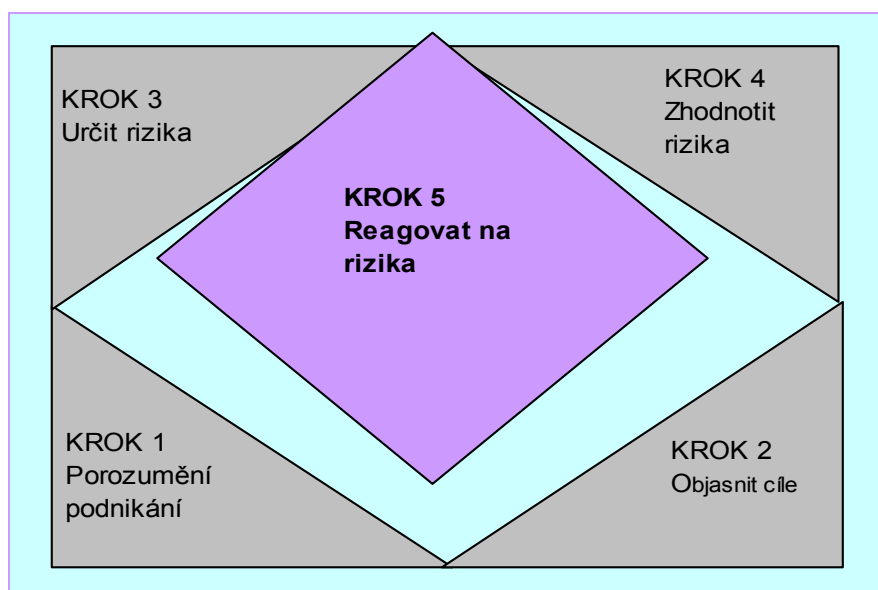 KROK 3
Určit rizika
KROK 4
Zhodnotit
rizika
KROK 5
Reagovat na
rizika
KROK 1
Porozumění
podnikání
KROK 2
Objasnit cíle